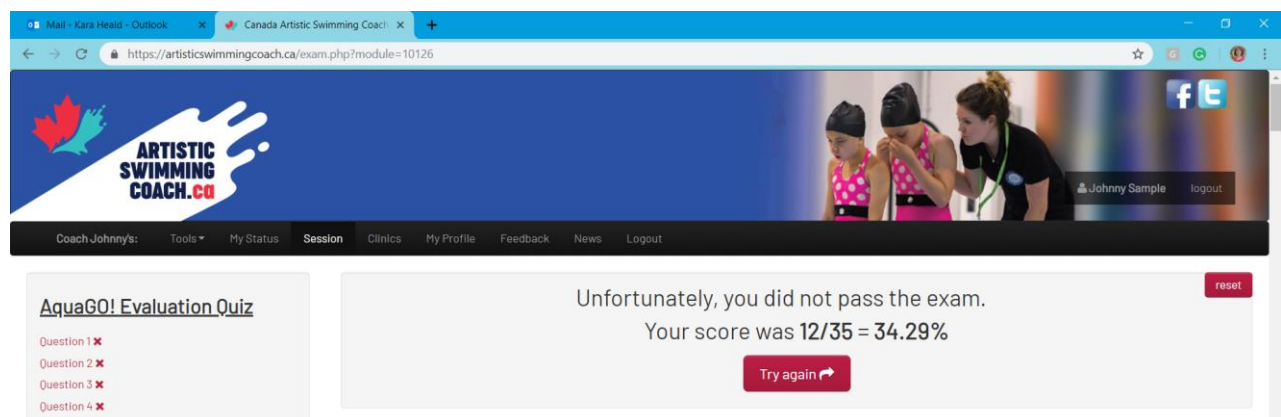 Mail - Kara Heald - Outlook
Canada Artistic Swimming Coach
https://artisticswimmingcoach.ca/exam.php?module=10126
ARTISTIC
SWIMMING
COACH.ca
Johnny Sample logout
Coach Johnny's: Tools My Status Session Clinics My Profile Feedback News Logout
AquaGO! Evaluation Quiz
Question 1
Question 2
Question 3
Question 4
reset
Unfortunately, you did not pass the exam.
Your score was 12/35 = 34.29%
Try again